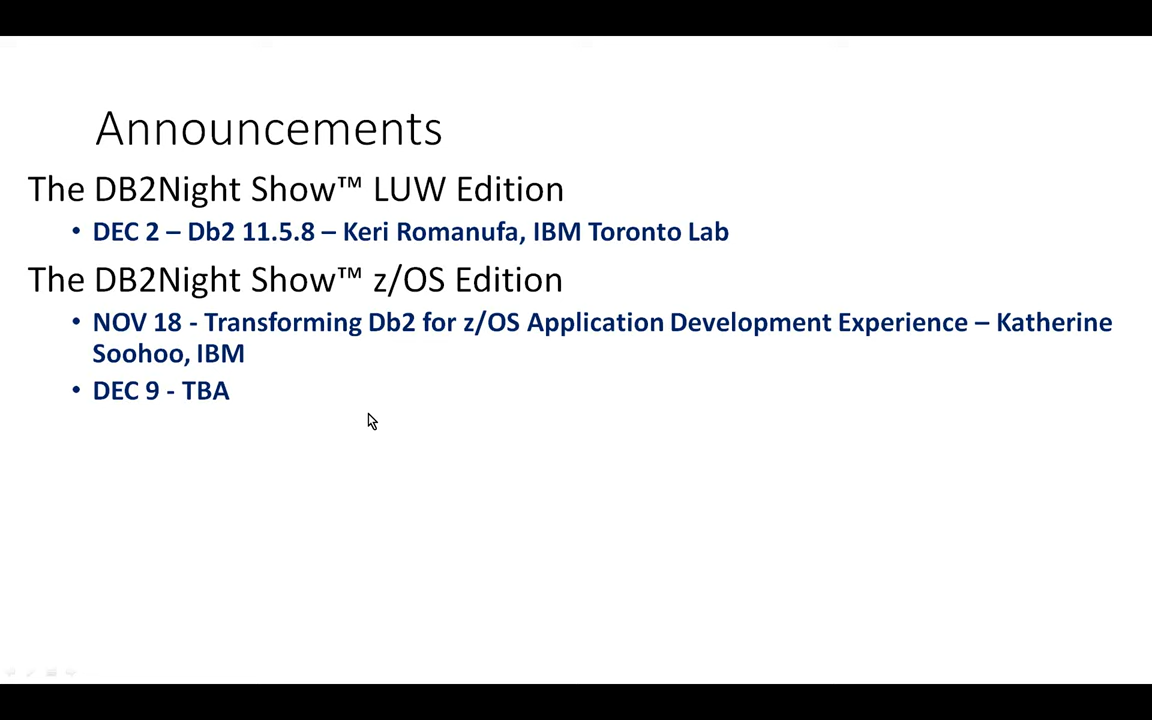 Announcements
The DB2Night Show™ LUW Edition
• DEC 2 – Db2 11.5.8 – Keri Romanufa, IBM Toronto Lab
The DB2Night Show™ z/OS Edition
• NOV 18 - Transforming Db2 for z/OS Application Development Experience – Katherine
Soohoo, IBM
• DEC 9 - TBA